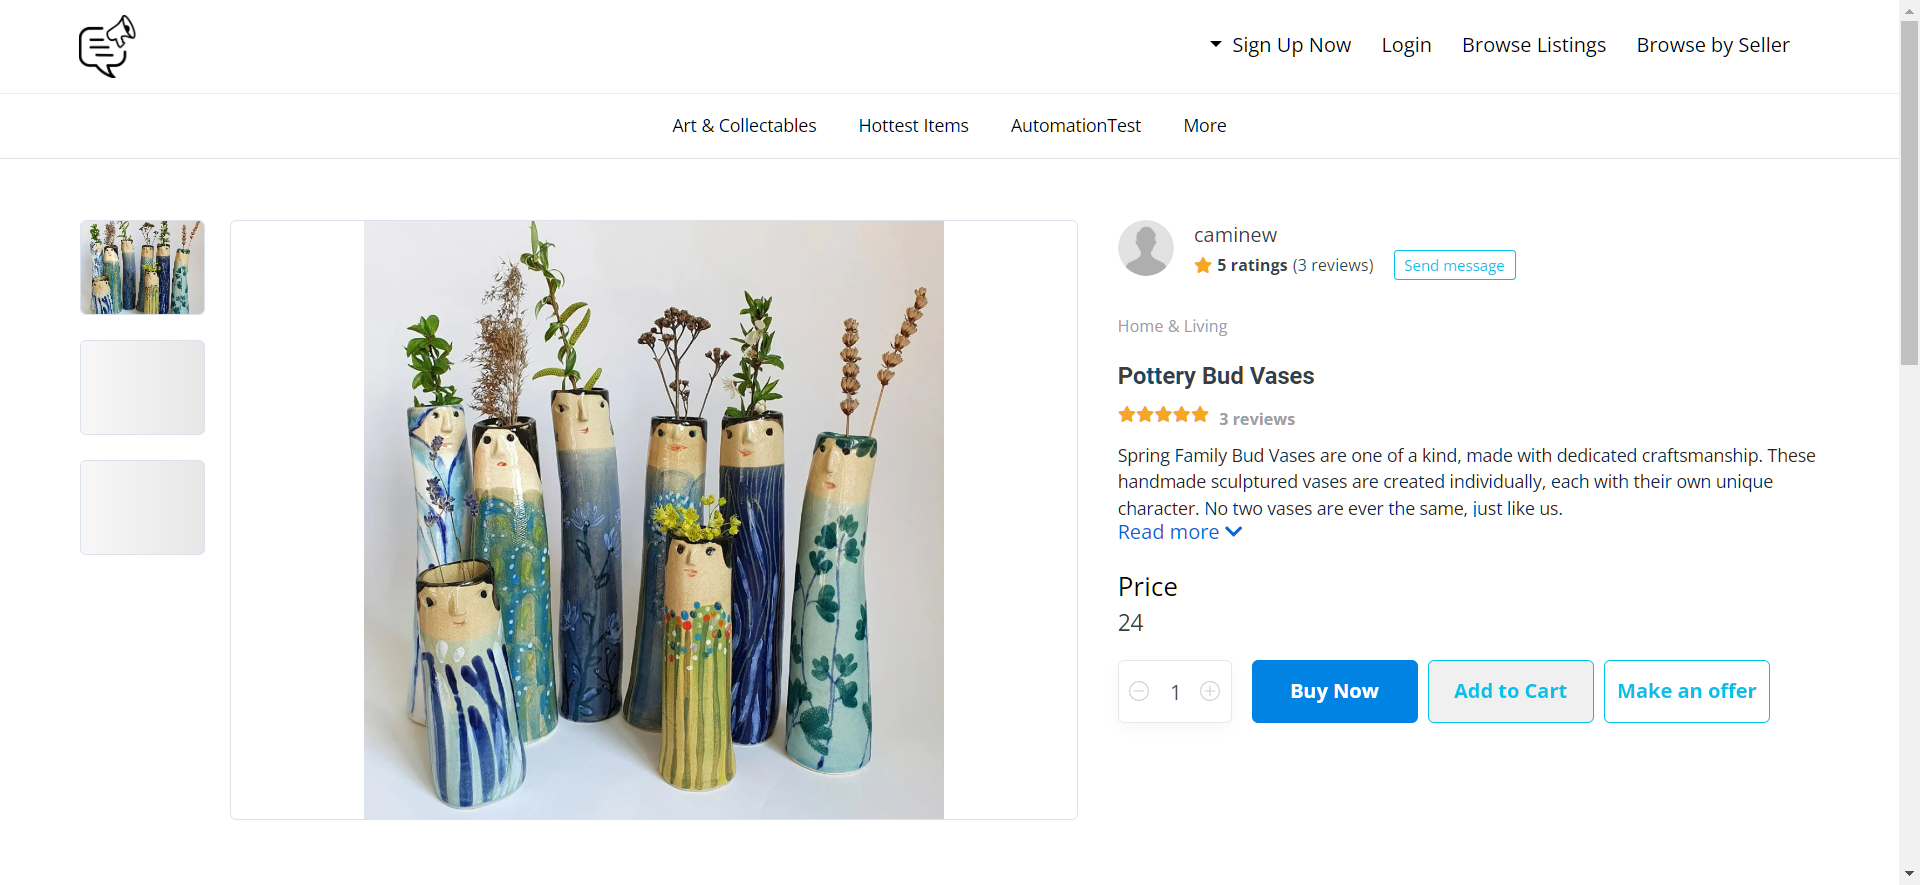 Sign Up Now
Login
Browse Listings
Browse by Seller
Art & Collectables
Hottest Items
AutomationTest
More
caminew
5 ratings (3 reviews)
Send message
Home & Living
Pottery Bud Vases
3 reviews
Spring Family Bud Vases are one of a kind, made with dedicated craftsmanship. These
handmade sculptured vases are created individually, each with their own unique
character. No two vases are ever the same, just like us.
Read more
Price
24
1
Buy Now
Add to Cart
Make an offer